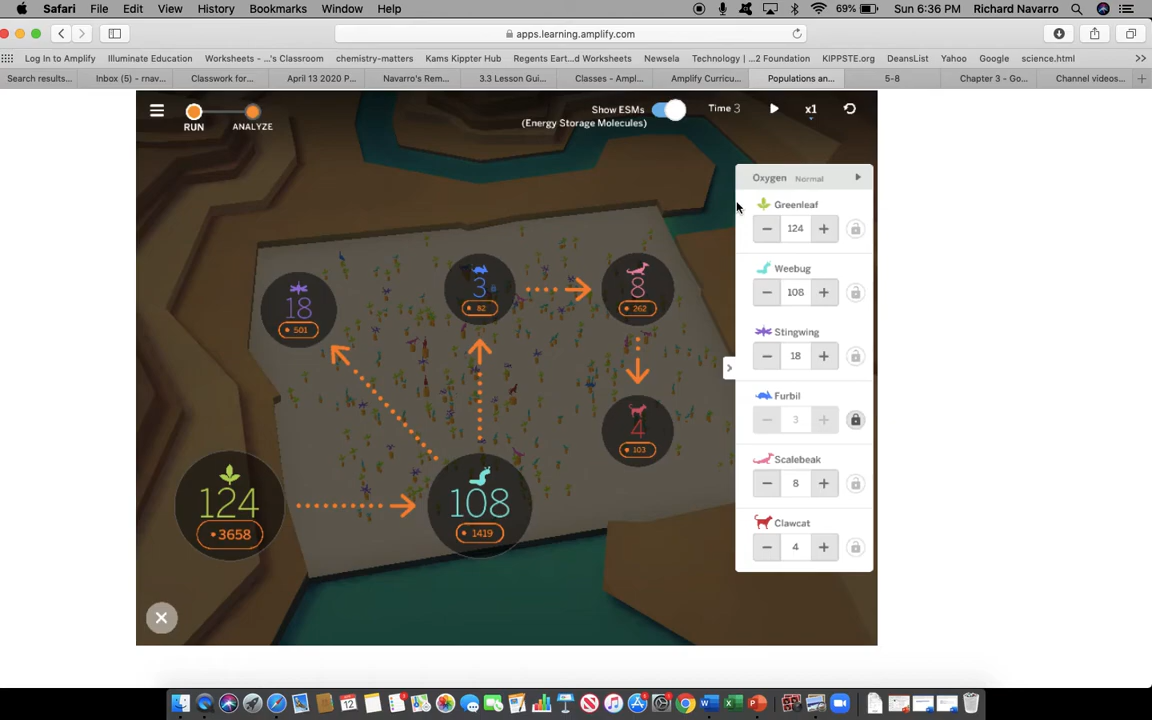 Safari File Edit View History Bookmarks Window Help 69% Sun 6:36 PM Richard Navarro
apps.learning.amplify.com
Log In to Amplify Illuminate Education Worksheets - ...'s Classroom chemistry-matters Kams Kippster Hub Regents Eart...d Worksheets Newsela Technology | ...2 Foundation KIPPSTE.org DeansList Yahoo Google science.html
Search results... Inbox (5) - rnav... Classwork for... April 13 2020 P... Navarro's Rem... 3.3 Lesson Gui... Classes - Ampl... Amplify Curricu... Populations an... 5-8 Chapter 3 - Go... Channel videos...
RUN ANALYZE
Show ESMs
(Energy Storage Molecules)
Time 3
x1
Oxygen Normal
Greenleaf
124
Weebug
108
Stingwing
18
Furbil
3
Scalebeak
8
Clawcat
4
18
501
3
82
8
262
4
103
124
3658
108
1419